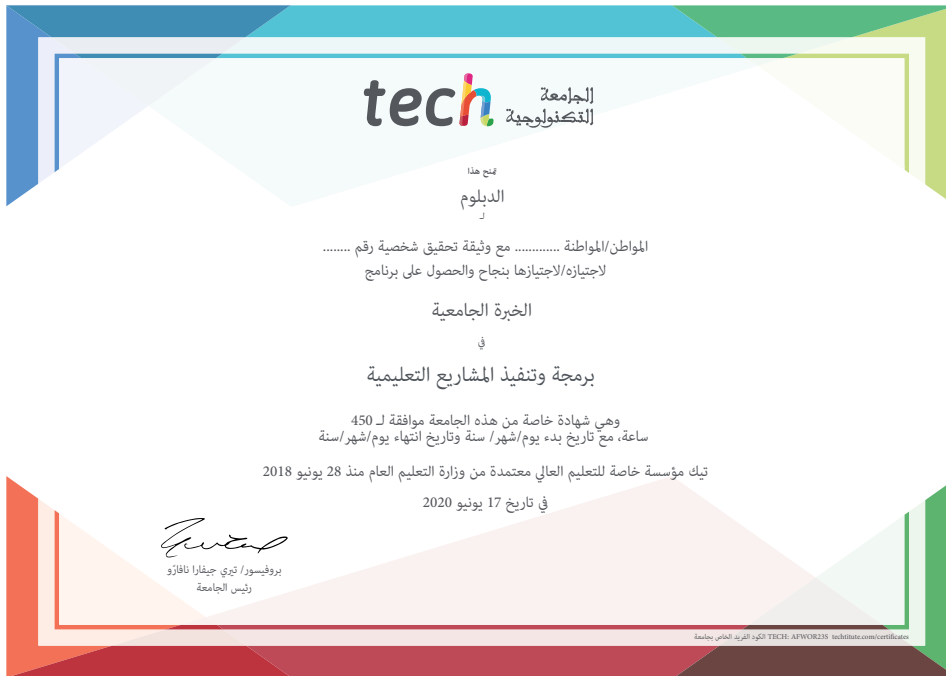 tech الجامعة
التكنولوجية
يمنح هذا
الدبلوم
لـ
المواطن/المواطنة ............. مع وثيقة تحقيق شخصية رقم ........
لاجتيازه/لاجتيازها بنجاح والحصول على برنامج
الخبرة الجامعية
في
برمجة وتنفيذ المشاريع التعليمية
وهي شهادة خاصة من هذه الجامعة موافقة لـ 450
ساعة، مع تاريخ بدء يوم/شهر/ سنة وتاريخ انتهاء يوم/شهر/سنة
تيك مؤسسة خاصة للتعليم العالي معتمدة من وزارة التعليم العام منذ 28 يونيو 2018
في تاريخ 17 يونيو 2020
بروفيسور/ تيري جيفارا نافارّو
رئيس الجامعة
الكود الفريد الخاص بجامعة TECH: AFWOR23S techtitute.com/certificates